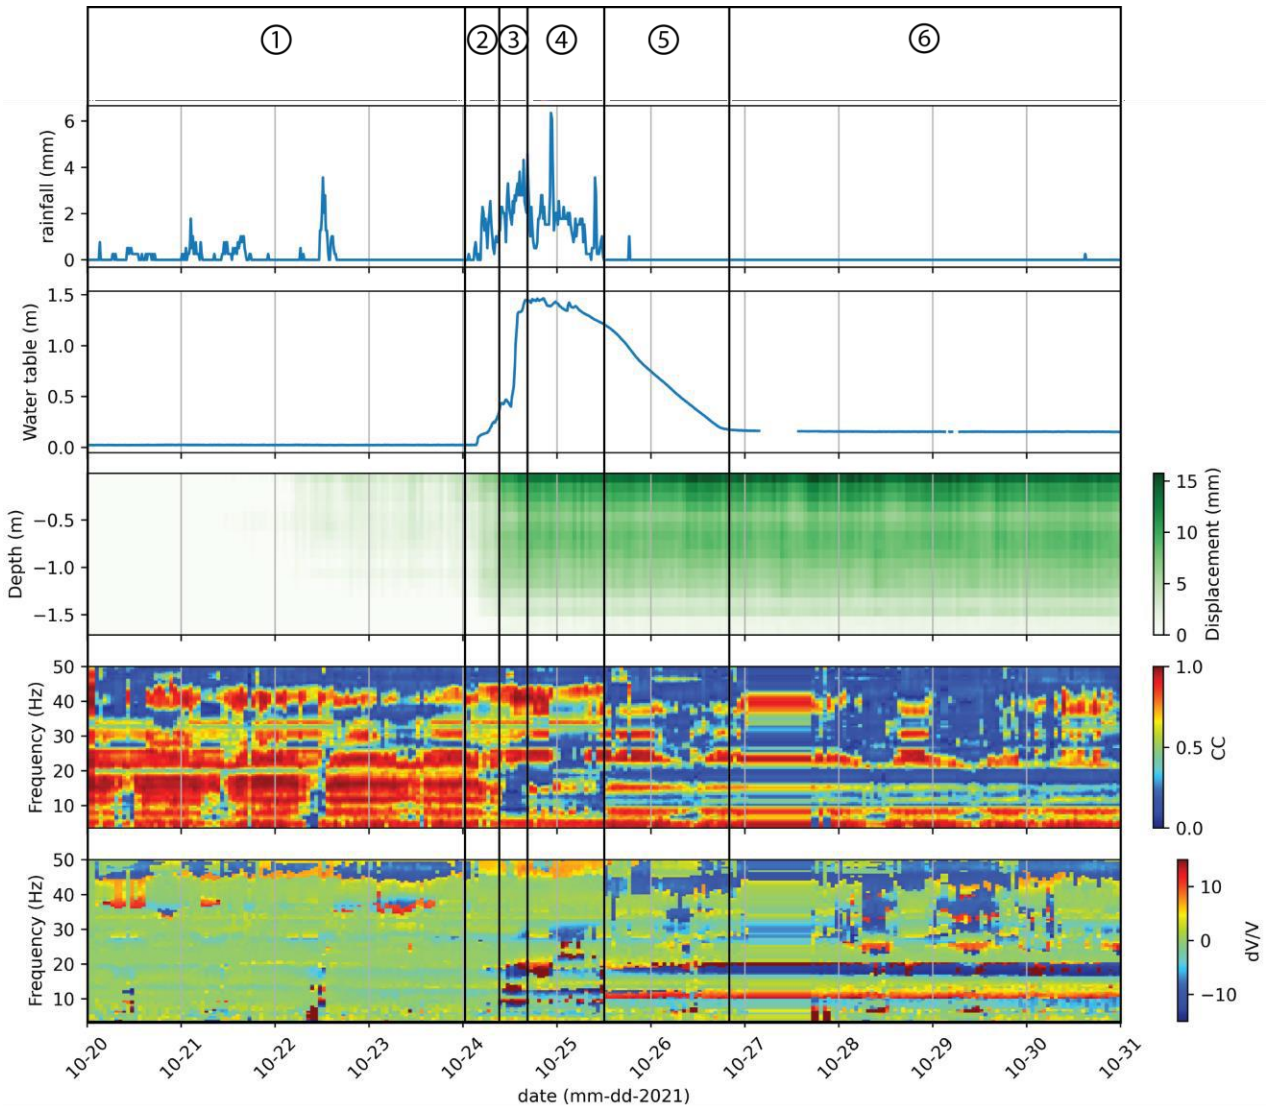 ① ② ③ ④ ⑤ ⑥
rainfall (mm)
6
4
2
0
Water table (m)
1.5
1.0
0.5
0.0
Depth (m)
−0.5
−1.0
−1.5
15
10
5
0
Displacement (mm)
Frequency (Hz)
50
40
30
20
10
1.0
0.5
0.0
CC
Frequency (Hz)
50
40
30
20
10
10
0
−10
dV/V
10-20 10-21 10-22 10-23 10-24 10-25 10-26 10-27 10-28 10-29 10-30 10-31
date (mm-dd-2021)